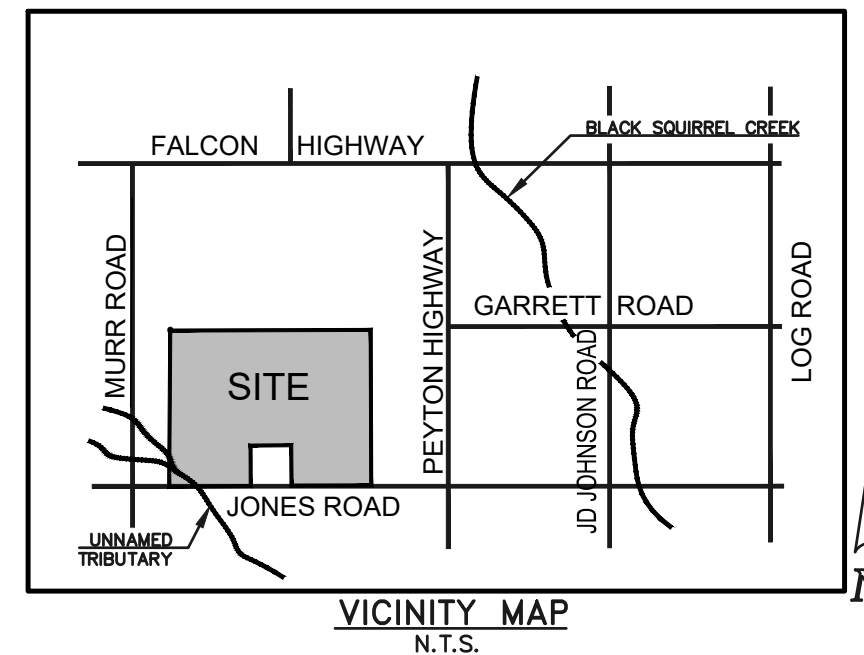 FALCON HIGHWAY
BLACK SQUIRREL CREEK
MURR ROAD
PEYTON HIGHWAY
GARRETT ROAD
LOG ROAD
JD JOHNSON ROAD
SITE
JONES ROAD
UNNAMED
TRIBUTARY
N
VICINITY MAP
N.T.S.